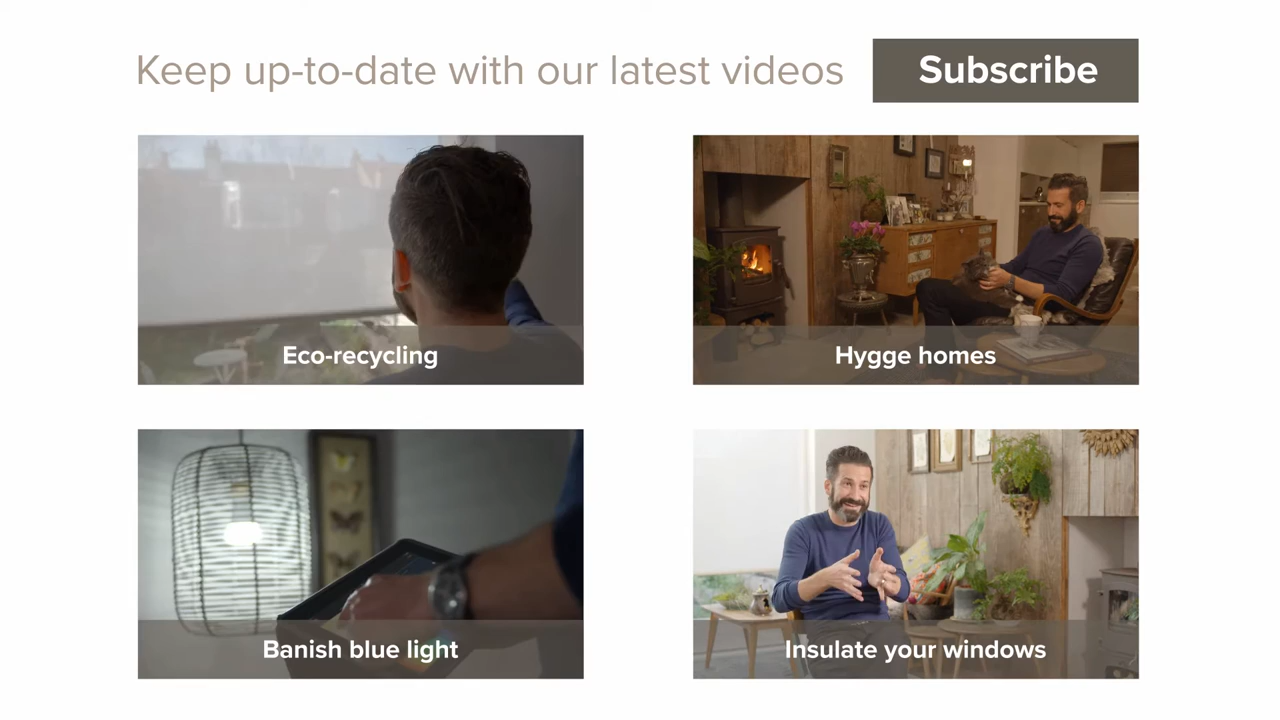 Keep up-to-date with our latest videos
Subscribe
Eco-recycling
Hygge homes
Banish blue light
Insulate your windows